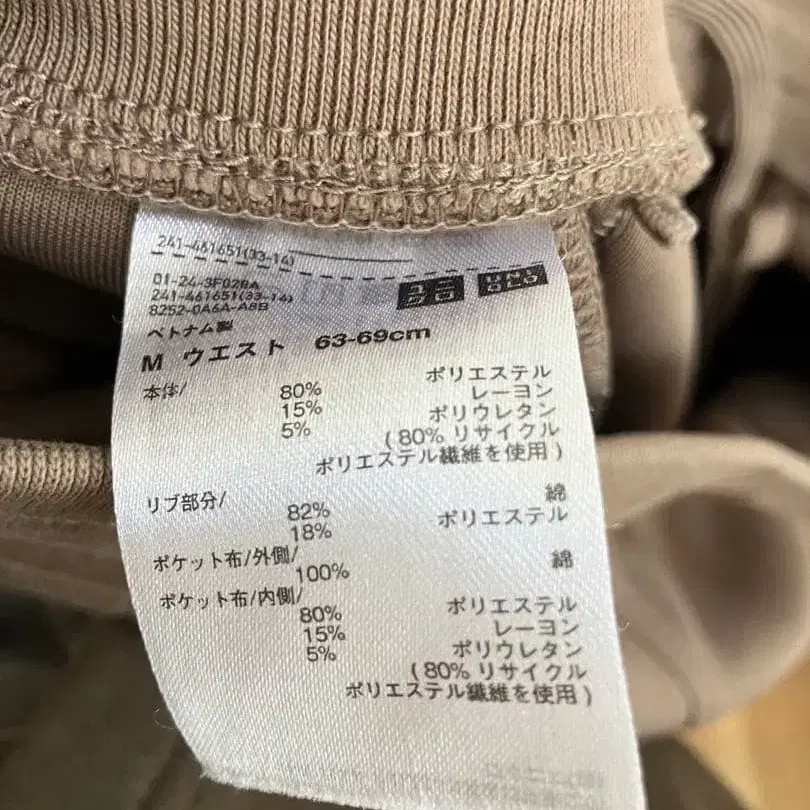 241-461651(33-14)
01-24-3F028A
241-461651(33-14)
8252-0A6A-A8B
ユニクロ UNIQLO
ベトナム製
M ウエスト 63-69cm
本体/
80% ポリエステル
15% レーヨン
5% ポリウレタン
(80% リサイクル
ポリエステル繊維を使用)
リブ部分/
82% 綿
18% ポリエステル
ポケット布/外側/
100% 綿
ポケット布/内側/
80% ポリエステル
15% レーヨン
5% ポリウレタン
(80% リサイクル
ポリエステル繊維を使用)